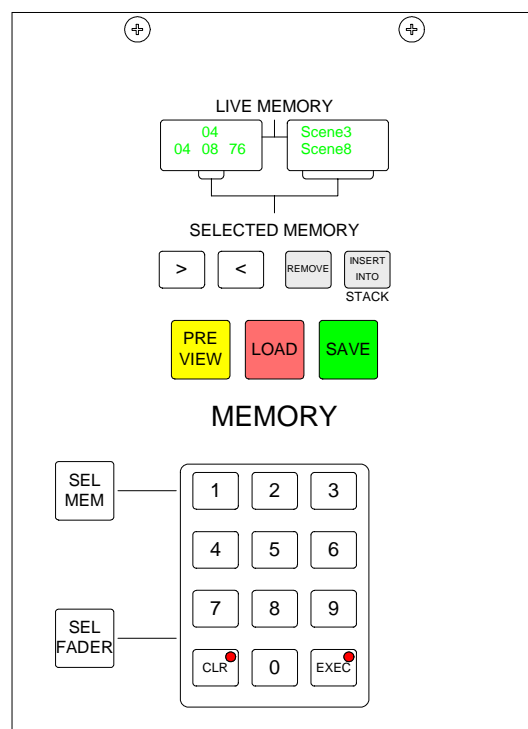 LIVE MEMORY
04
04 08 76
Scene3
Scene8
SELECTED MEMORY
>
<
REMOVE
INSERT
INTO
STACK
PRE
VIEW
LOAD
SAVE
MEMORY
SEL
MEM
1
2
3
4
5
6
SEL
FADER
7
8
9
CLR
0
EXEC